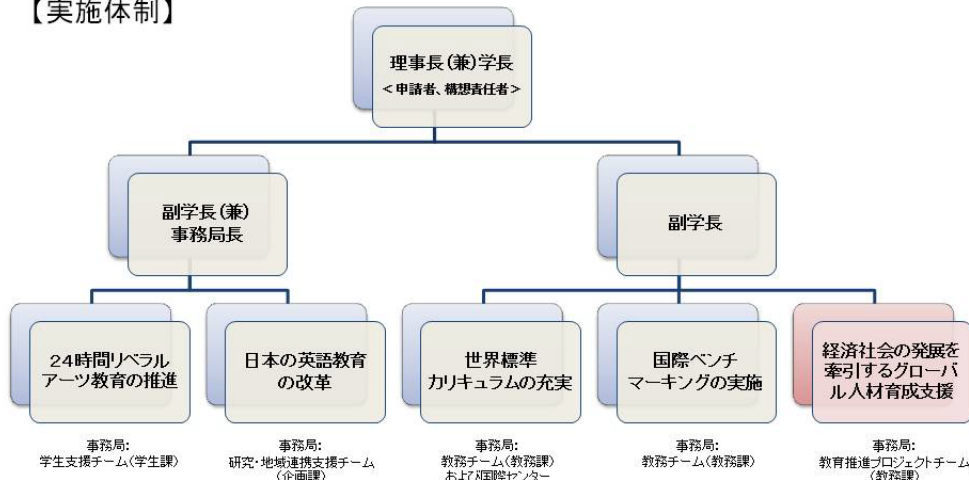 【実施体制】
理事長(兼)学長
<申請者、構想責任者>
副学長(兼)
事務局長
副学長
24時間リベラル
アーツ教育の推進
日本の英語教育
の改革
世界標準
カリキュラムの充実
国際ベンチ
マーキングの実施
経済社会の発展を
牽引するグローバ
ル人材育成支援
事務局:
学生支援チーム(学生課)
事務局:
研究・地域連携支援チーム
(企画課)
事務局:
教務チーム(教務課)
および国際センター
事務局:
教務チーム(教務課)
事務局:
教育推進プロジェクトチーム
(教務課)